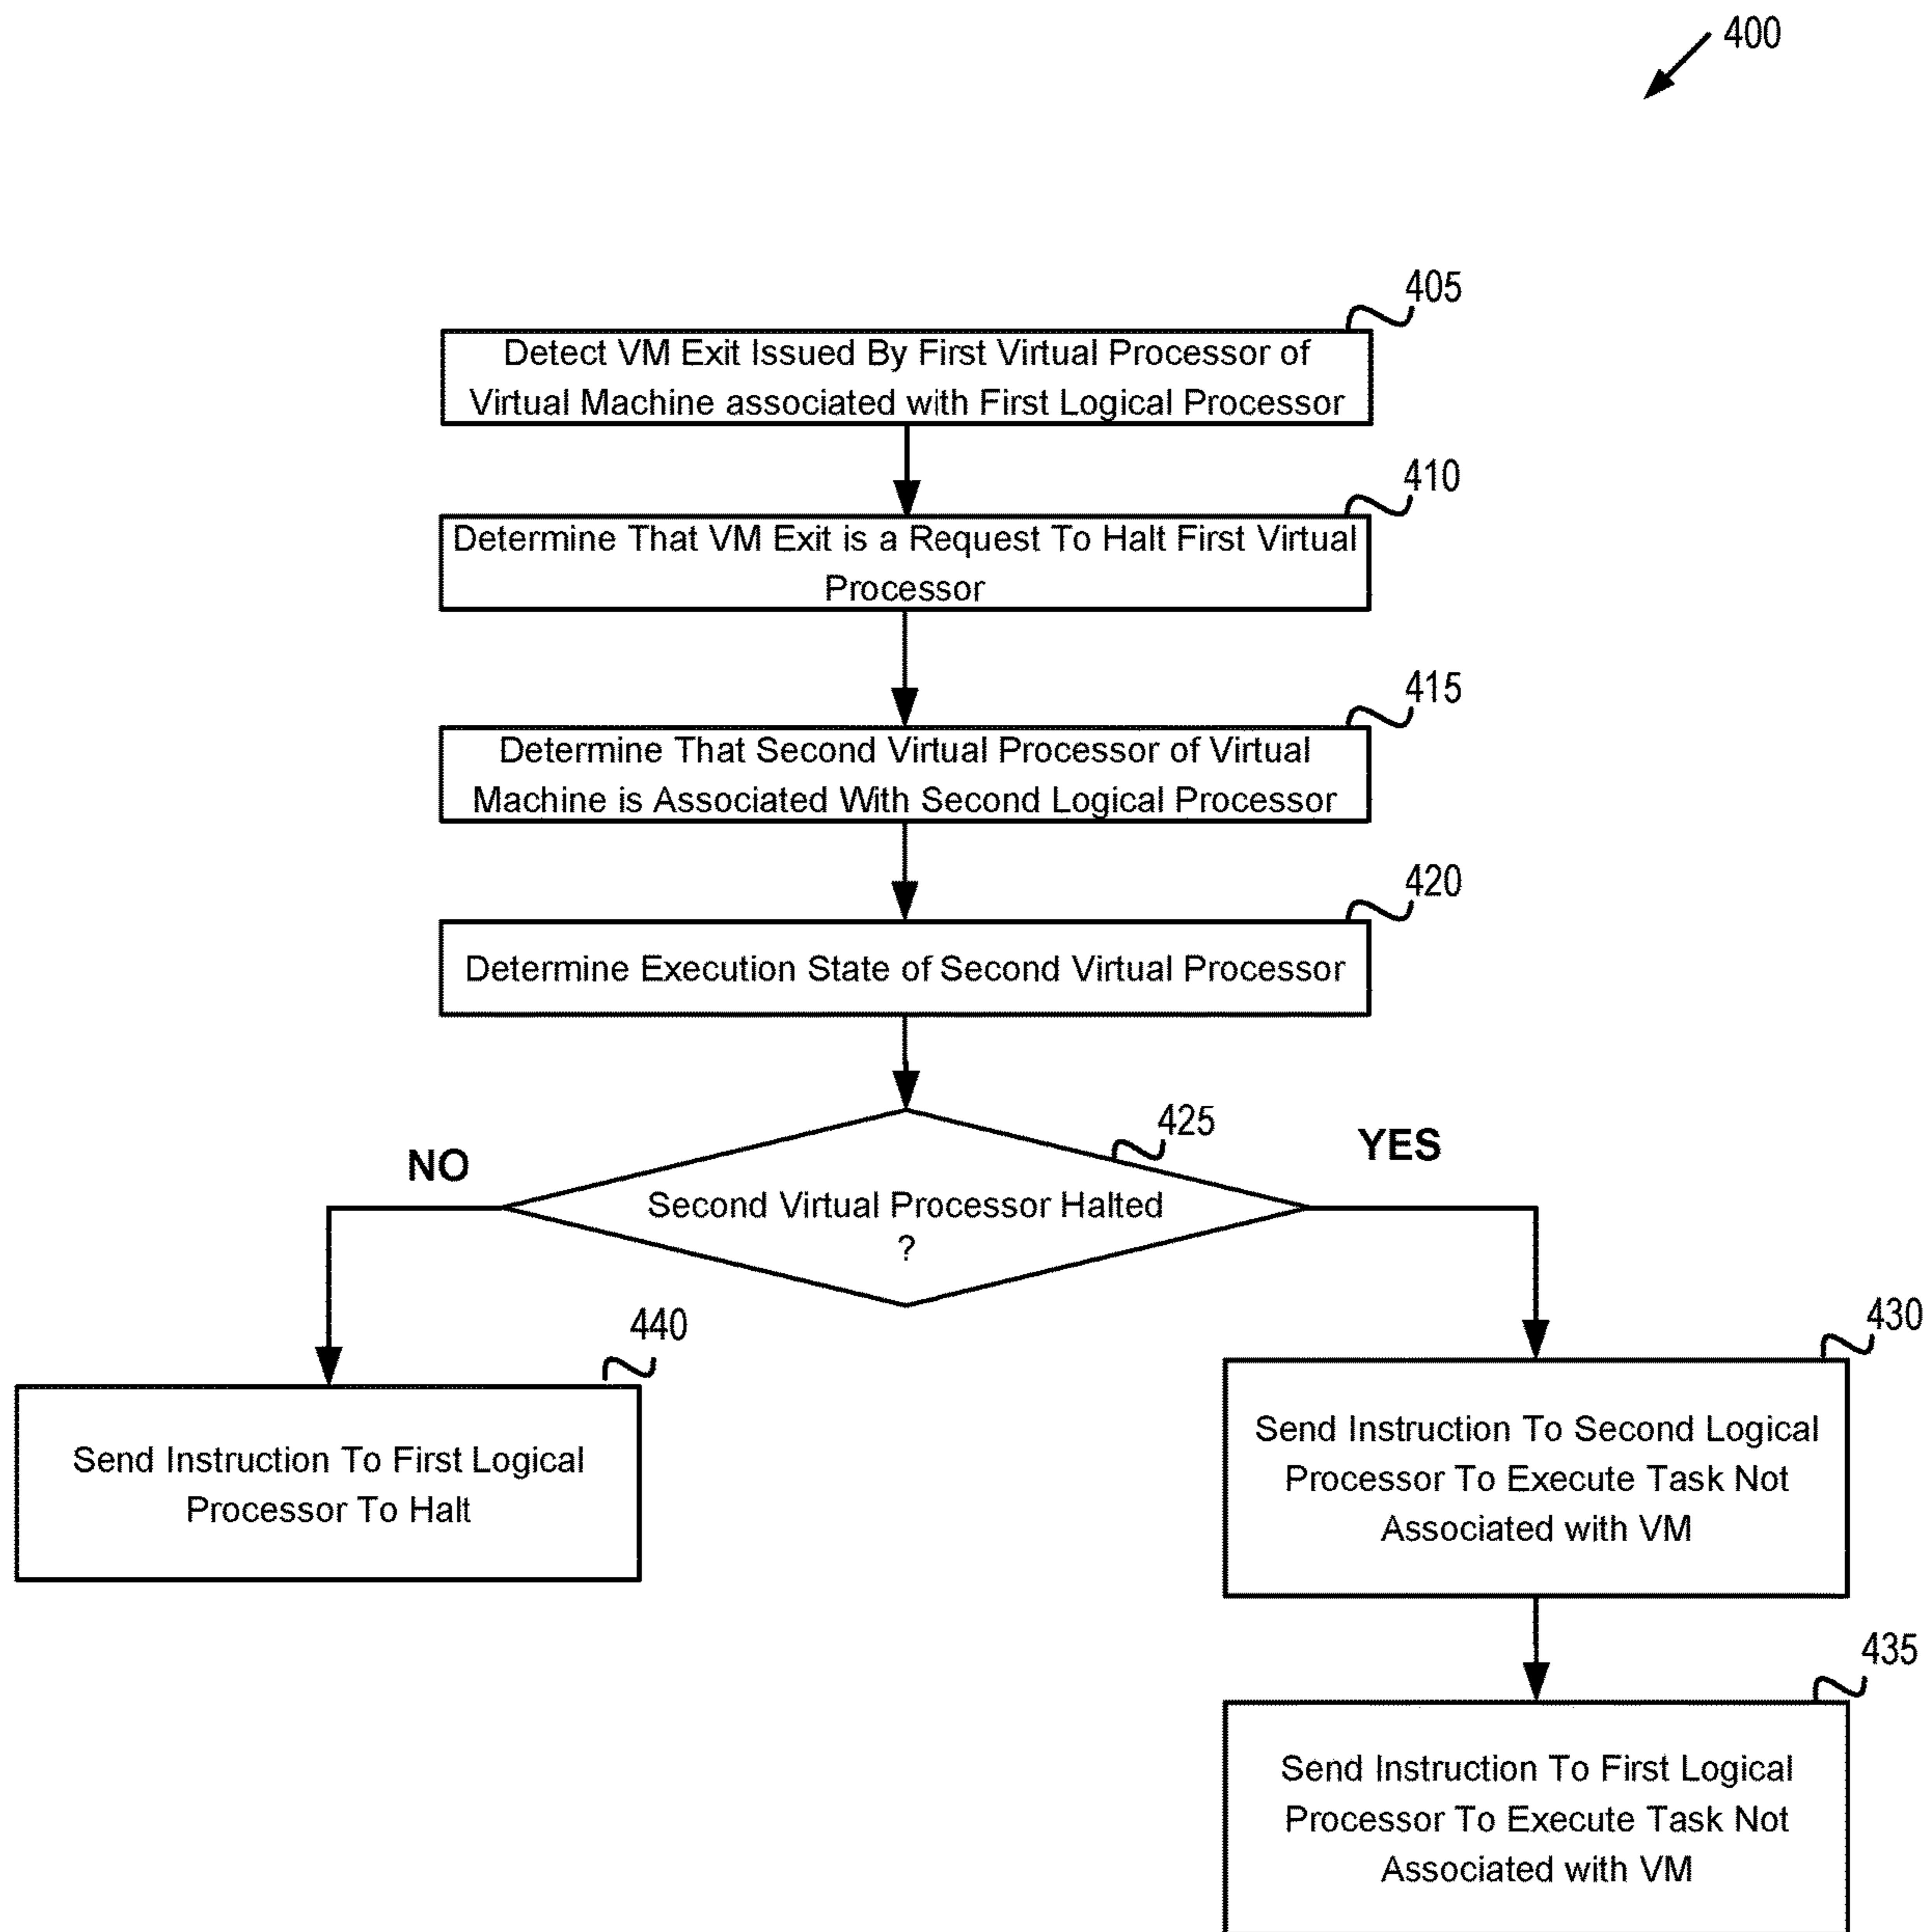 400
405
Detect VM Exit Issued By First Virtual Processor of
Virtual Machine associated with First Logical Processor
410
Determine That VM Exit is a Request To Halt First Virtual
Processor
415
Determine That Second Virtual Processor of Virtual
Machine is Associated With Second Logical Processor
420
Determine Execution State of Second Virtual Processor
425
NO
YES
Second Virtual Processor Halted
?
440
Send Instruction To First Logical
Processor To Halt
430
Send Instruction To Second Logical
Processor To Execute Task Not
Associated with VM
435
Send Instruction To First Logical
Processor To Execute Task Not
Associated with VM